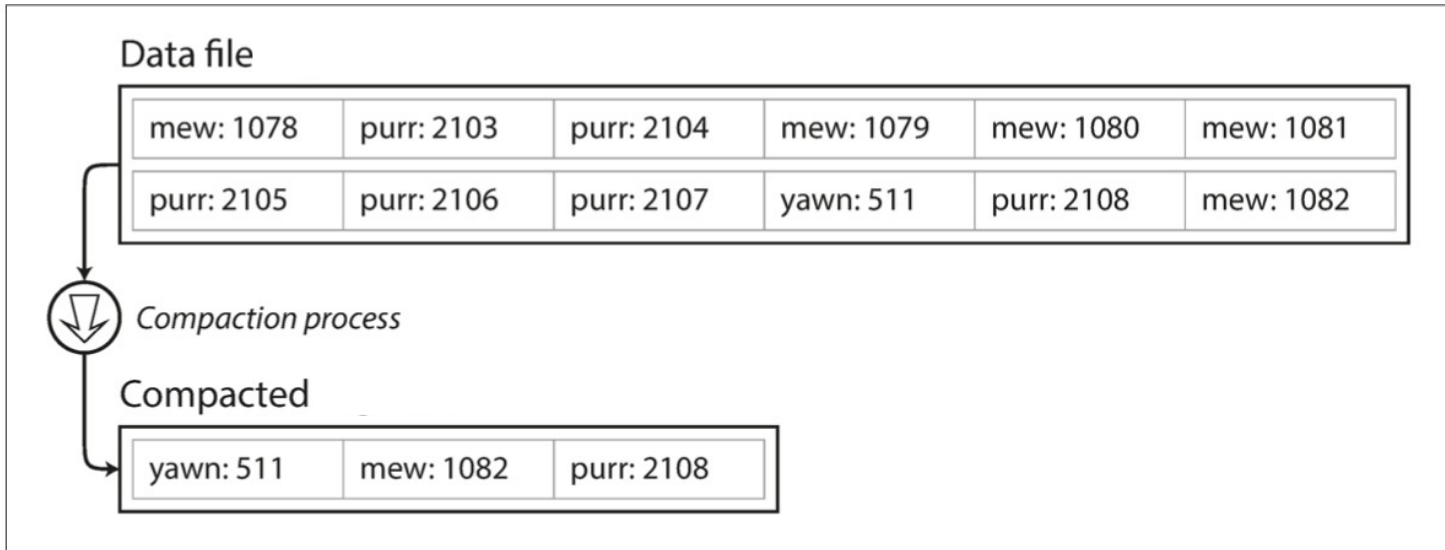 Data file
mew: 1078 purr: 2103 purr: 2104 mew: 1079 mew: 1080 mew: 1081
purr: 2105 purr: 2106 purr: 2107 yawn: 511 purr: 2108 mew: 1082
Compaction process
Compacted
yawn: 511 mew: 1082 purr: 2108